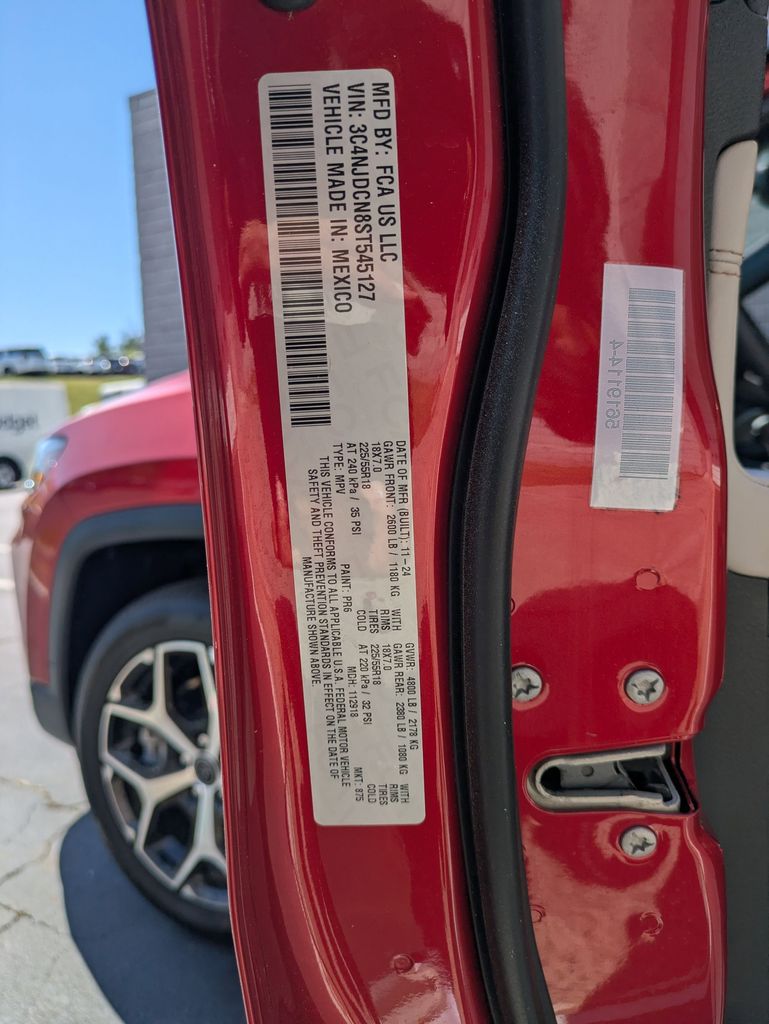 MFD BY: FCA US LLC
VIN: 3C4NJDCN8ST545127
VEHICLE MADE IN: MEXICO
DATE OF MFR (BUILT): 11-24 GVWR: 4800 LB / 2178 KG
GAWR FRONT: 2600 LB / 1180 KG WITH GAWR REAR: 2380 LB / 1080 KG WITH
18X7.0 RIMS 18X7.0 RIMS
225/55R18 TIRES 225/55R18 TIRES
AT 240 kPa / 35 PSI COLD AT 220 kPa / 32 PSI COLD
TYPE: MPV PAINT: PR6 MDH: 112918 MKT: 875
THIS VEHICLE CONFORMS TO ALL APPLICABLE U.S.A. FEDERAL MOTOR VEHICLE
SAFETY AND THEFT PREVENTION STANDARDS IN EFFECT ON THE DATE OF
MANUFACTURE SHOWN ABOVE.